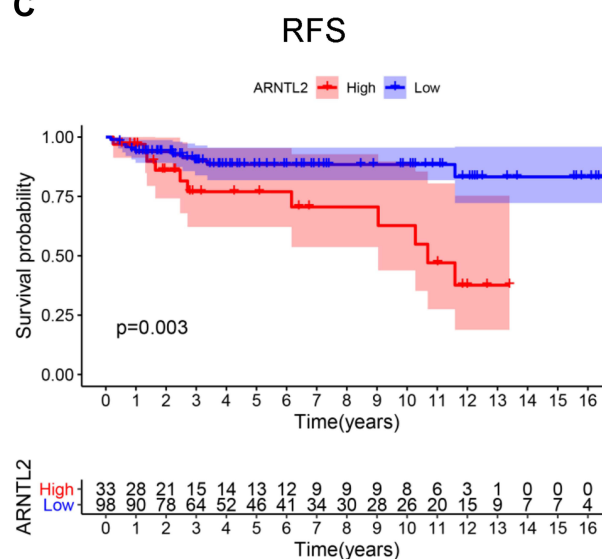 C
RFS
ARNTL2 High Low
Survival probability
1.00
0.75
0.50
0.25
0.00
p=0.003
0 1 2 3 4 5 6 7 8 9 10 11 12 13 14 15 16
Time(years)
ARNTL2
High 33 28 21 15 14 13 12 9 9 9 8 6 3 1 0 0 0
Low 98 90 78 64 52 46 41 34 30 28 26 20 15 9 7 7 4
0 1 2 3 4 5 6 7 8 9 10 11 12 13 14 15 16
Time(years)